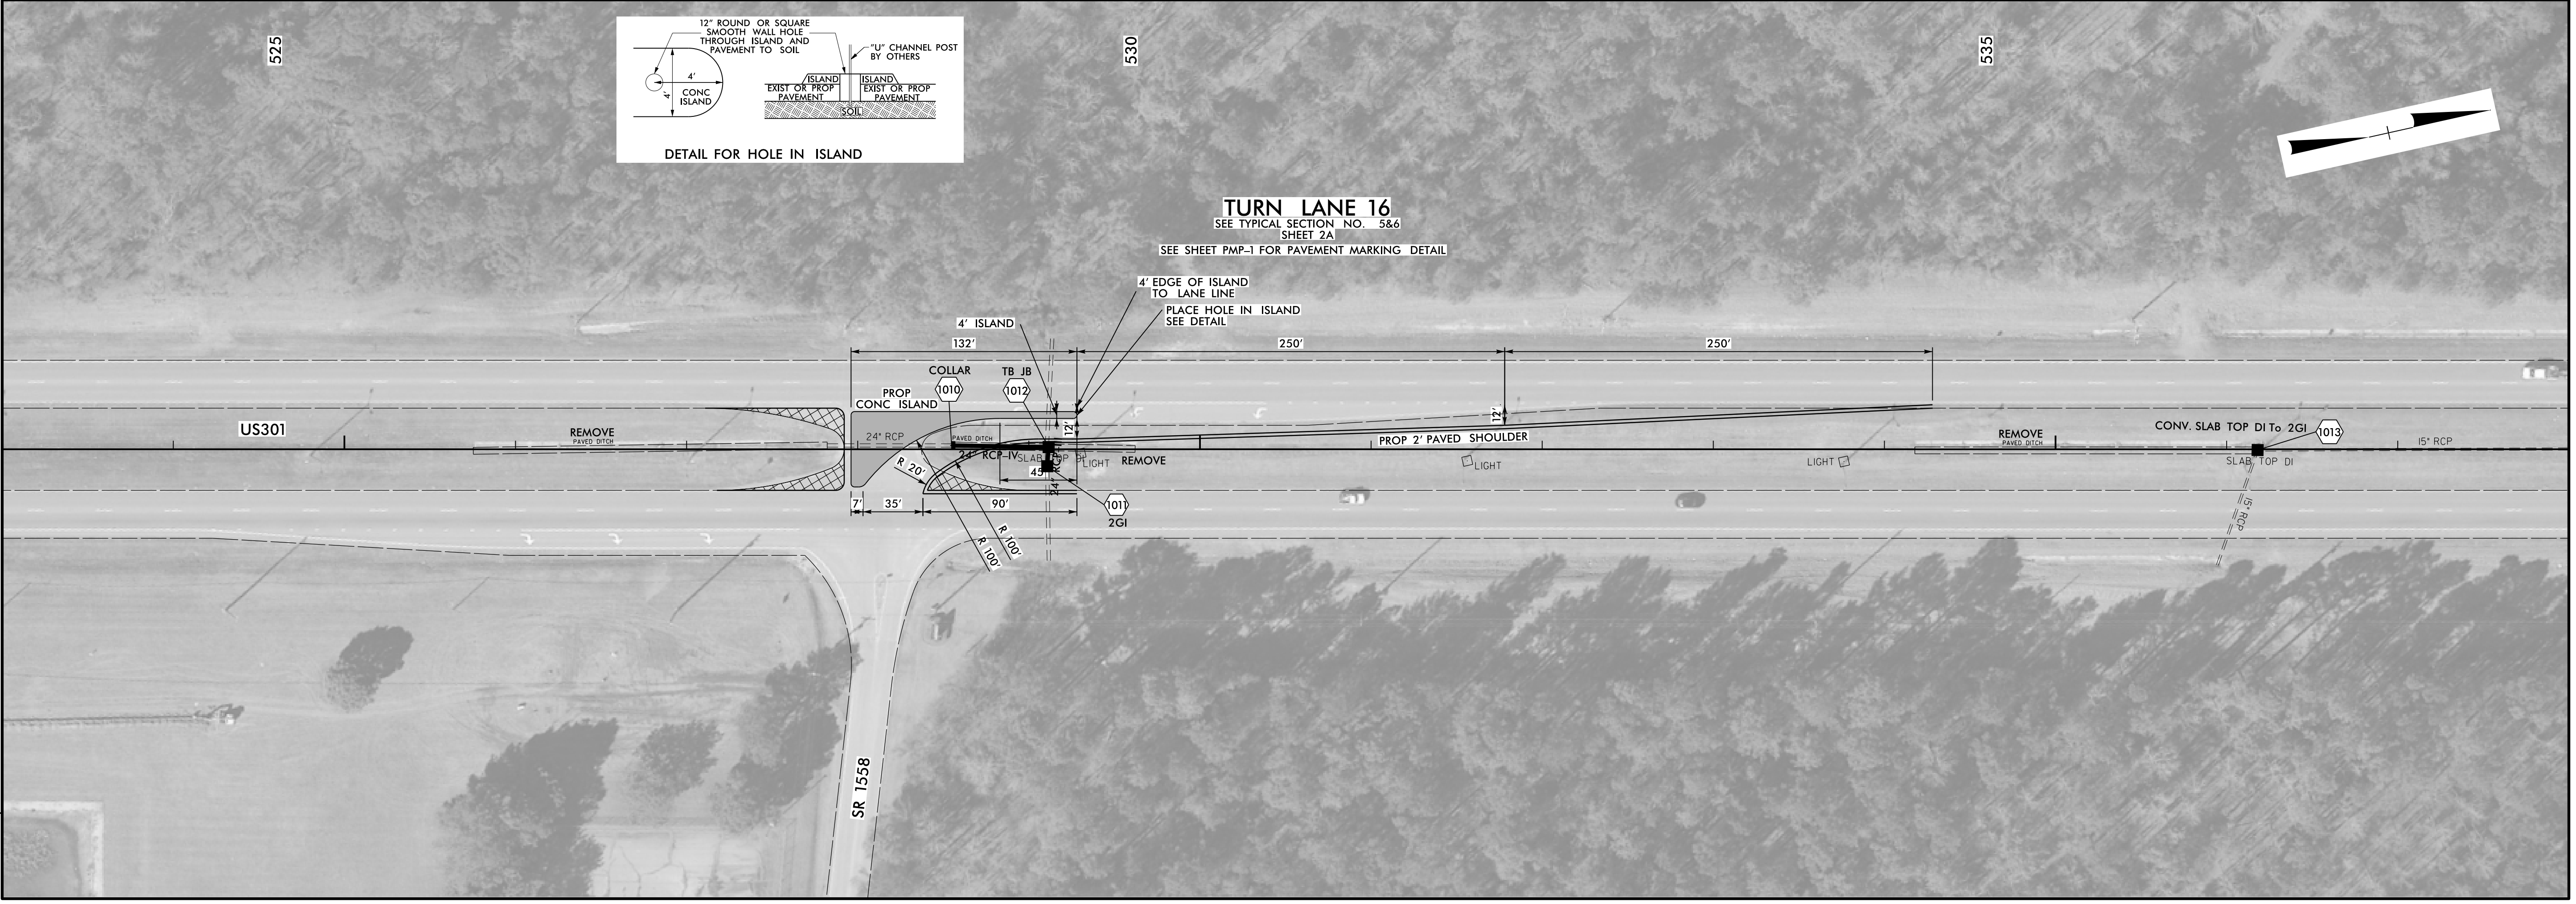 525
530
535
12" ROUND OR SQUARE
SMOOTH WALL HOLE
THROUGH ISLAND AND
PAVEMENT TO SOIL
"U" CHANNEL POST
BY OTHERS
4'
4'
CONC
ISLAND
ISLAND
ISLAND
EXIST OR PROP
PAVEMENT
EXIST OR PROP
PAVEMENT
SOIL
DETAIL FOR HOLE IN ISLAND
TURN LANE 16
SEE TYPICAL SECTION NO. 5&6
SHEET 2A
SEE SHEET PMP-1 FOR PAVEMENT MARKING DETAIL
4' EDGE OF ISLAND
TO LANE LINE
PLACE HOLE IN ISLAND
SEE DETAIL
4' ISLAND
132'
250'
250'
COLLAR
1010
TB JB
1012
PROP
CONC ISLAND
12'
12'
US301
REMOVE
PAVED DITCH
24" RCP
PAVED DITCH
PROP 2' PAVED SHOULDER
REMOVE
PAVED DITCH
CONV. SLAB TOP DI To 2GI
1013
15" RCP
24" RCP-IV
SLAB TOP DI
LIGHT
REMOVE
LIGHT
LIGHT
SLAB TOP DI
R 20'
45'
24" RCP
7'
35'
90'
1011
2GI
15" RCP
R 100'
R 100'
SR 1558